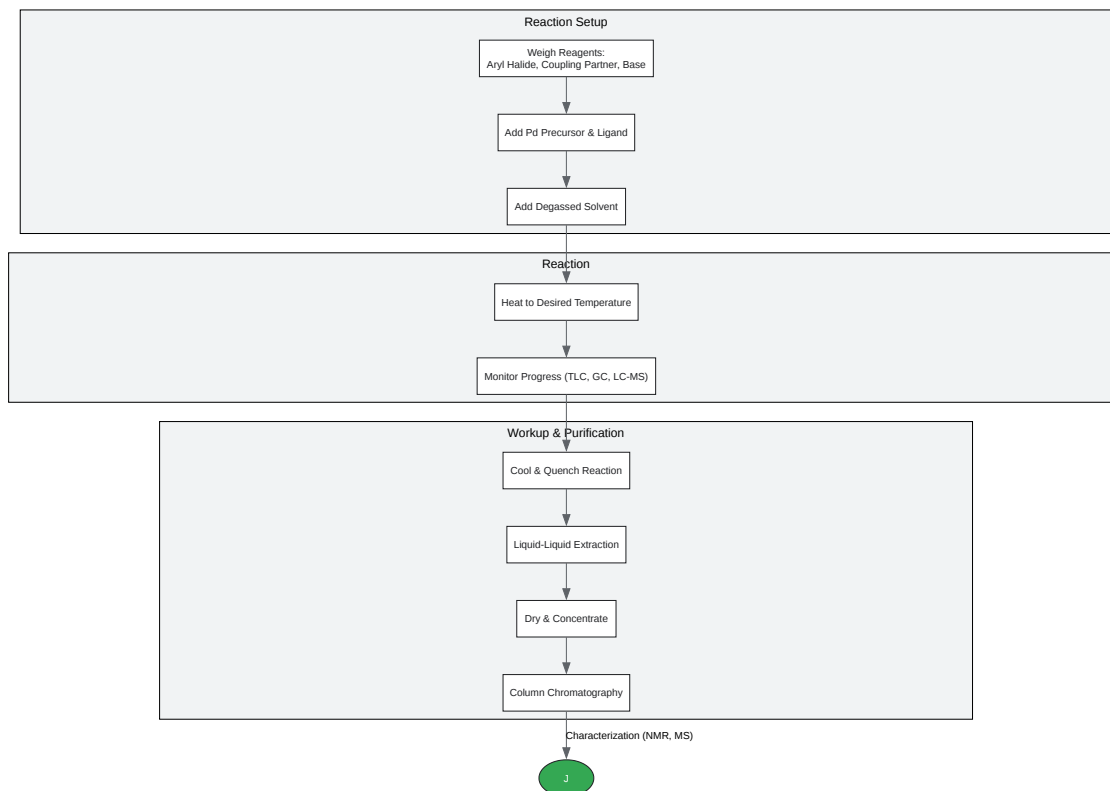 Reaction Setup
Weigh Reagents:
Aryl Halide, Coupling Partner, Base
Add Pd Precursor & Ligand
Add Degassed Solvent
Reaction
Heat to Desired Temperature
Monitor Progress (TLC, GC, LC-MS)
Workup & Purification
Cool & Quench Reaction
Liquid-Liquid Extraction
Dry & Concentrate
Column Chromatography
Characterization (NMR, MS)
J